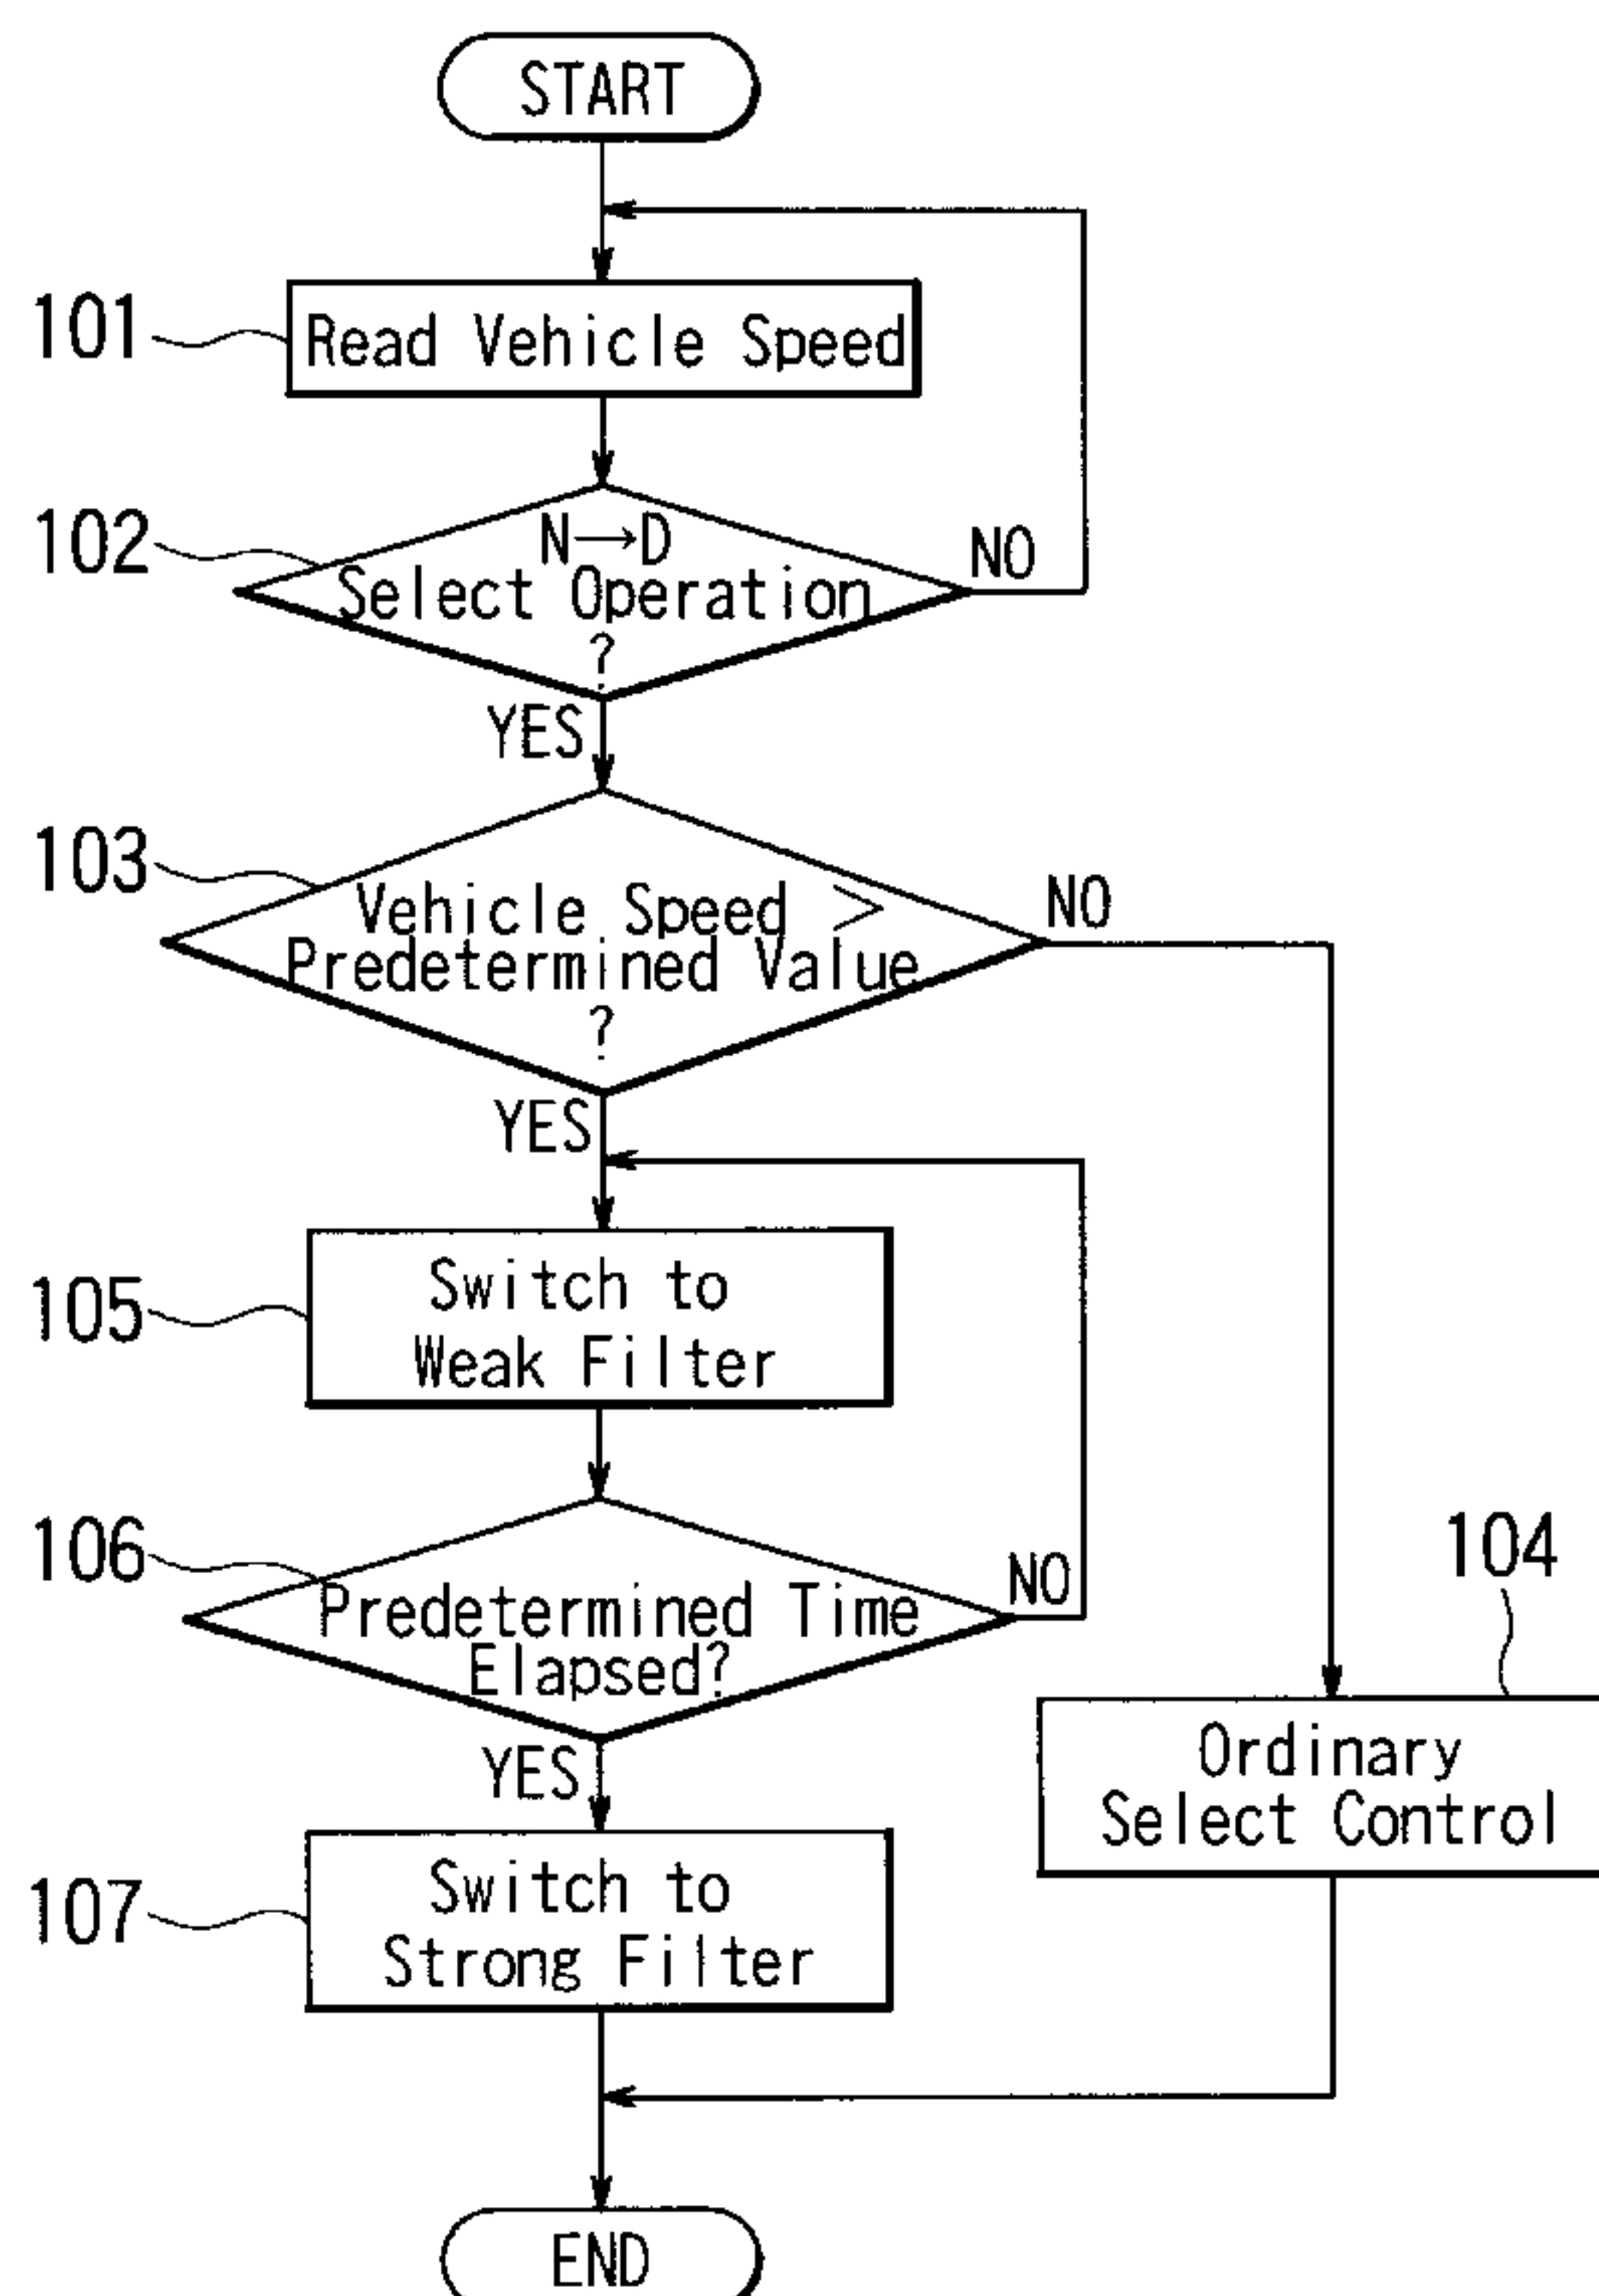 START
101
Read Vehicle Speed
102
N→D
Select Operation
?
NO
YES
103
Vehicle Speed >
Predetermined Value
?
NO
YES
105
Switch to
Weak Filter
106
Predetermined Time
Elapsed?
NO
YES
104
Ordinary
Select Control
107
Switch to
Strong Filter
END